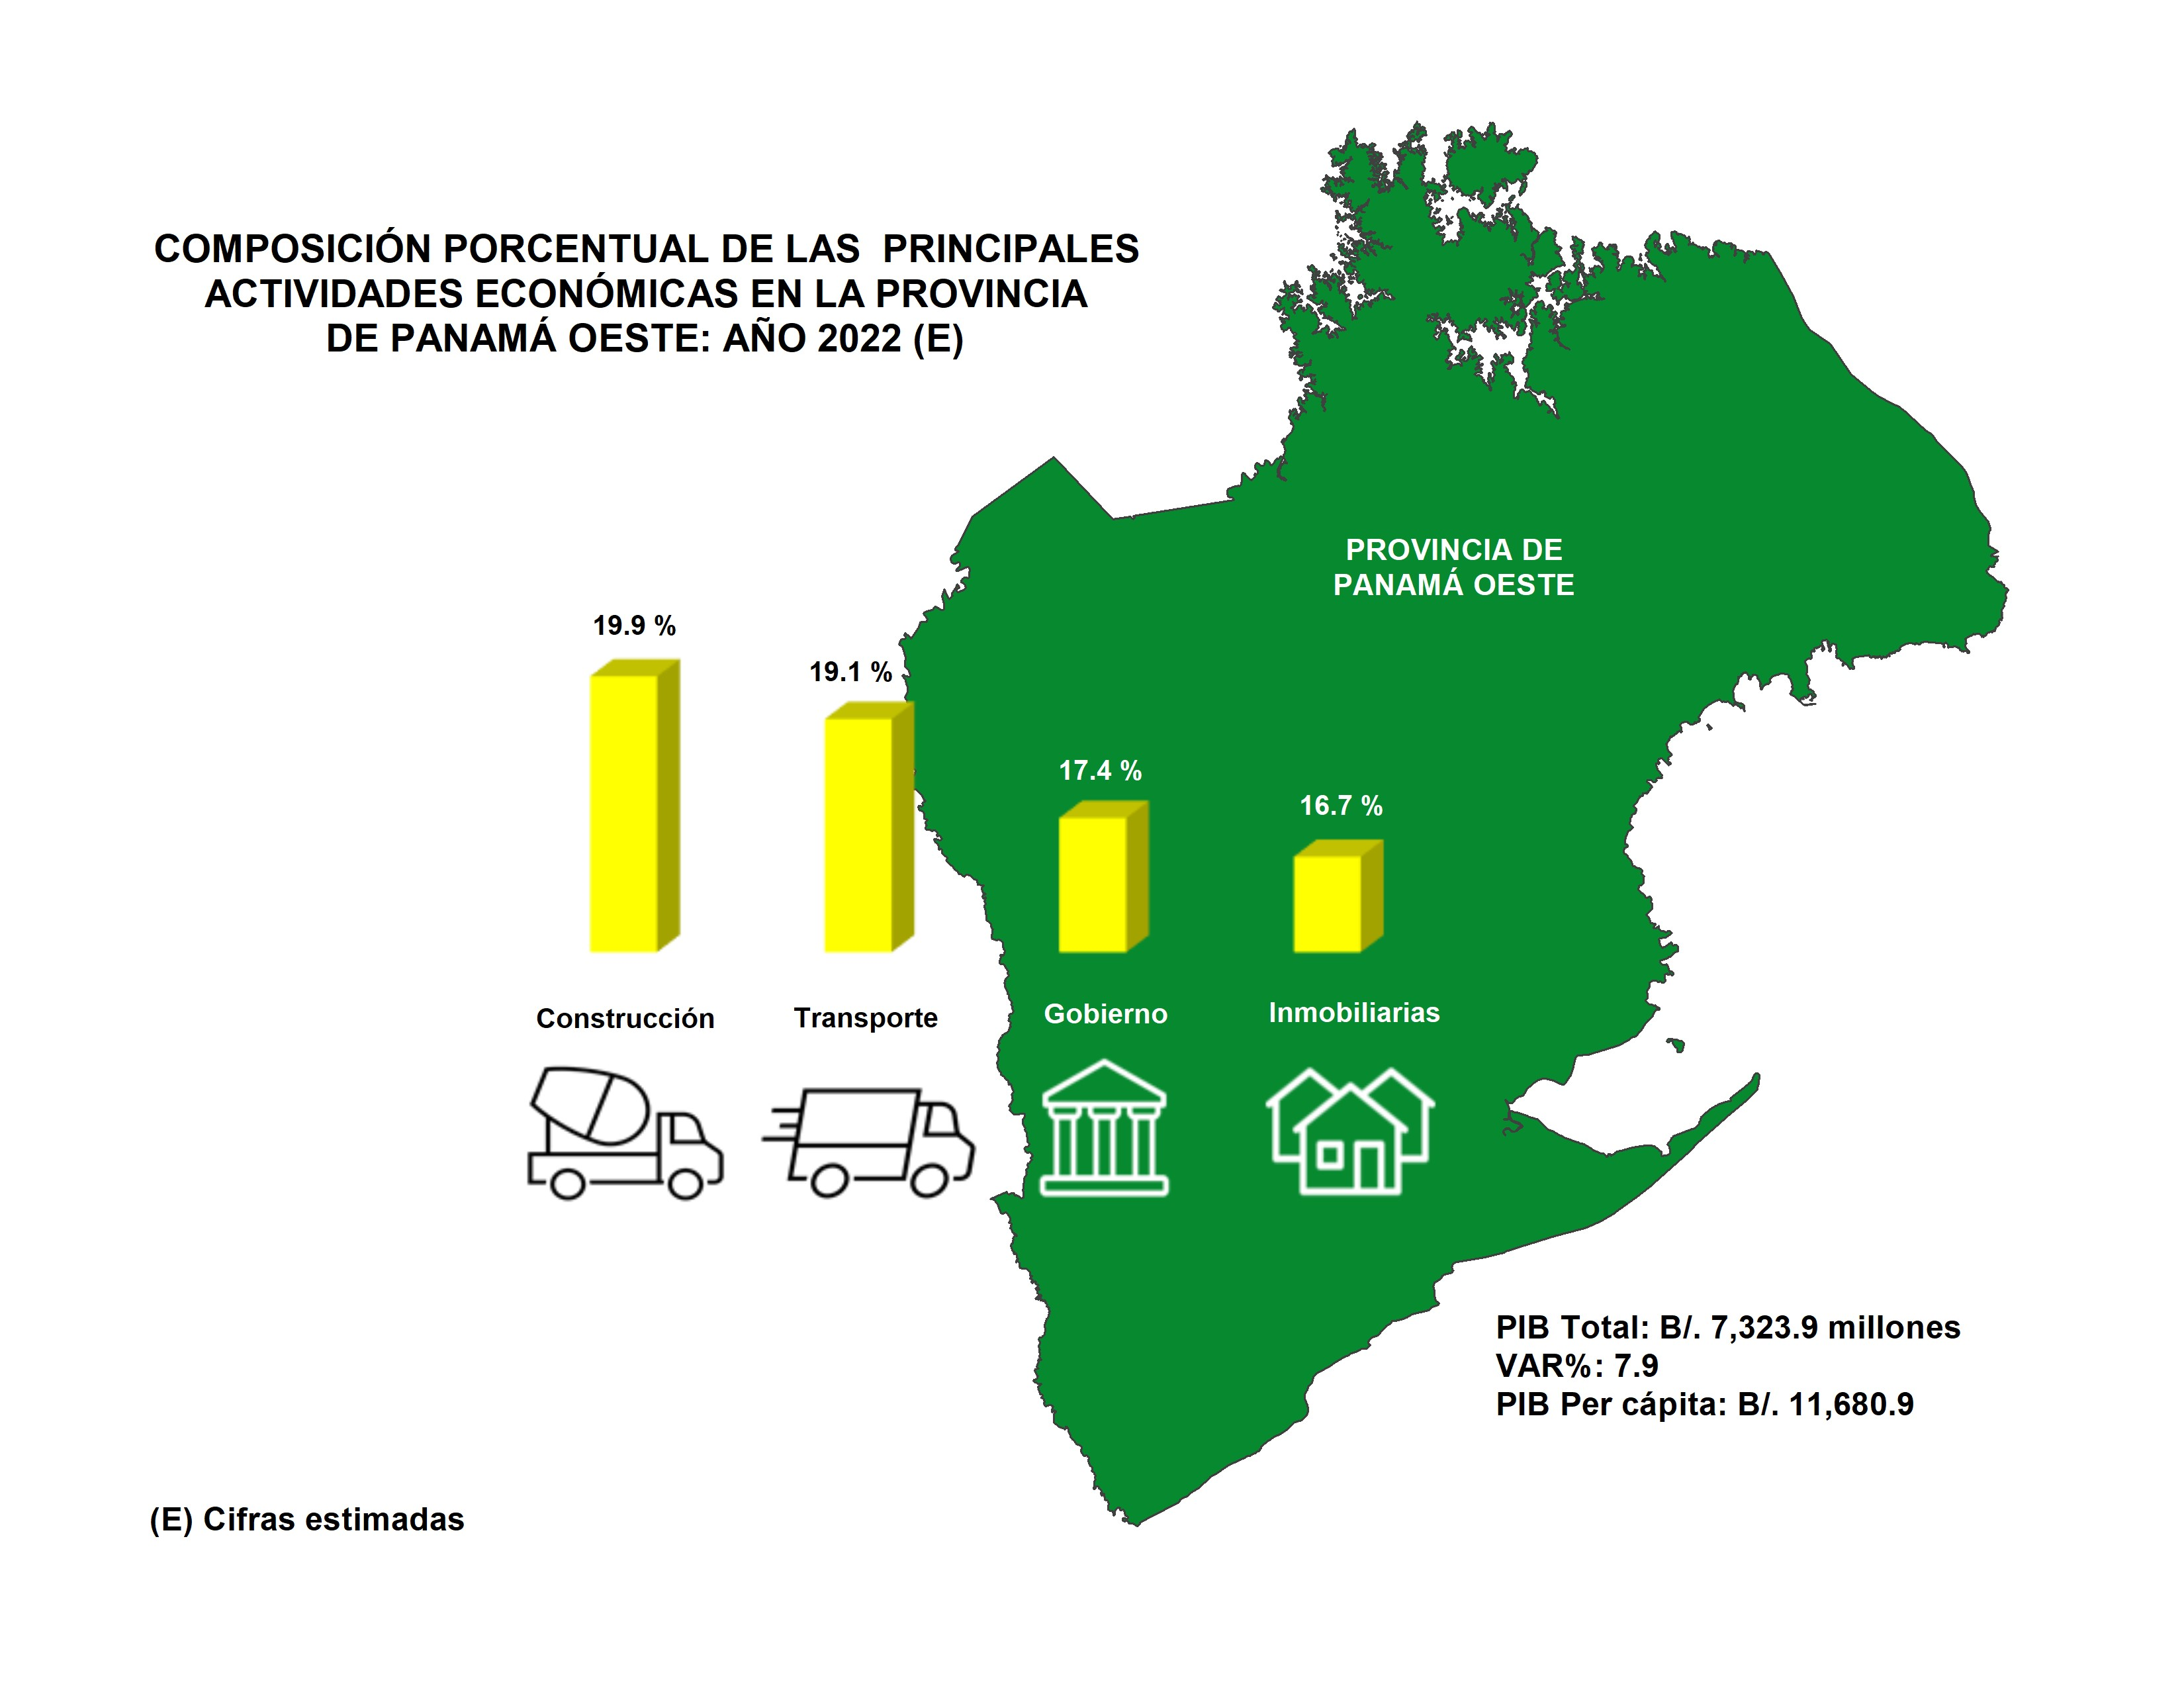 COMPOSICIÓN PORCENTUAL DE LAS PRINCIPALES
ACTIVIDADES ECONÓMICAS EN LA PROVINCIA
DE PANAMÁ OESTE: AÑO 2022 (E)
PROVINCIA DE
PANAMÁ OESTE
19.9 %
19.1 %
17.4 %
16.7 %
Construcción
Transporte
Gobierno
Inmobiliarias
PIB Total: B/. 7,323.9 millones
VAR%: 7.9
PIB Per cápita: B/. 11,680.9
(E) Cifras estimadas